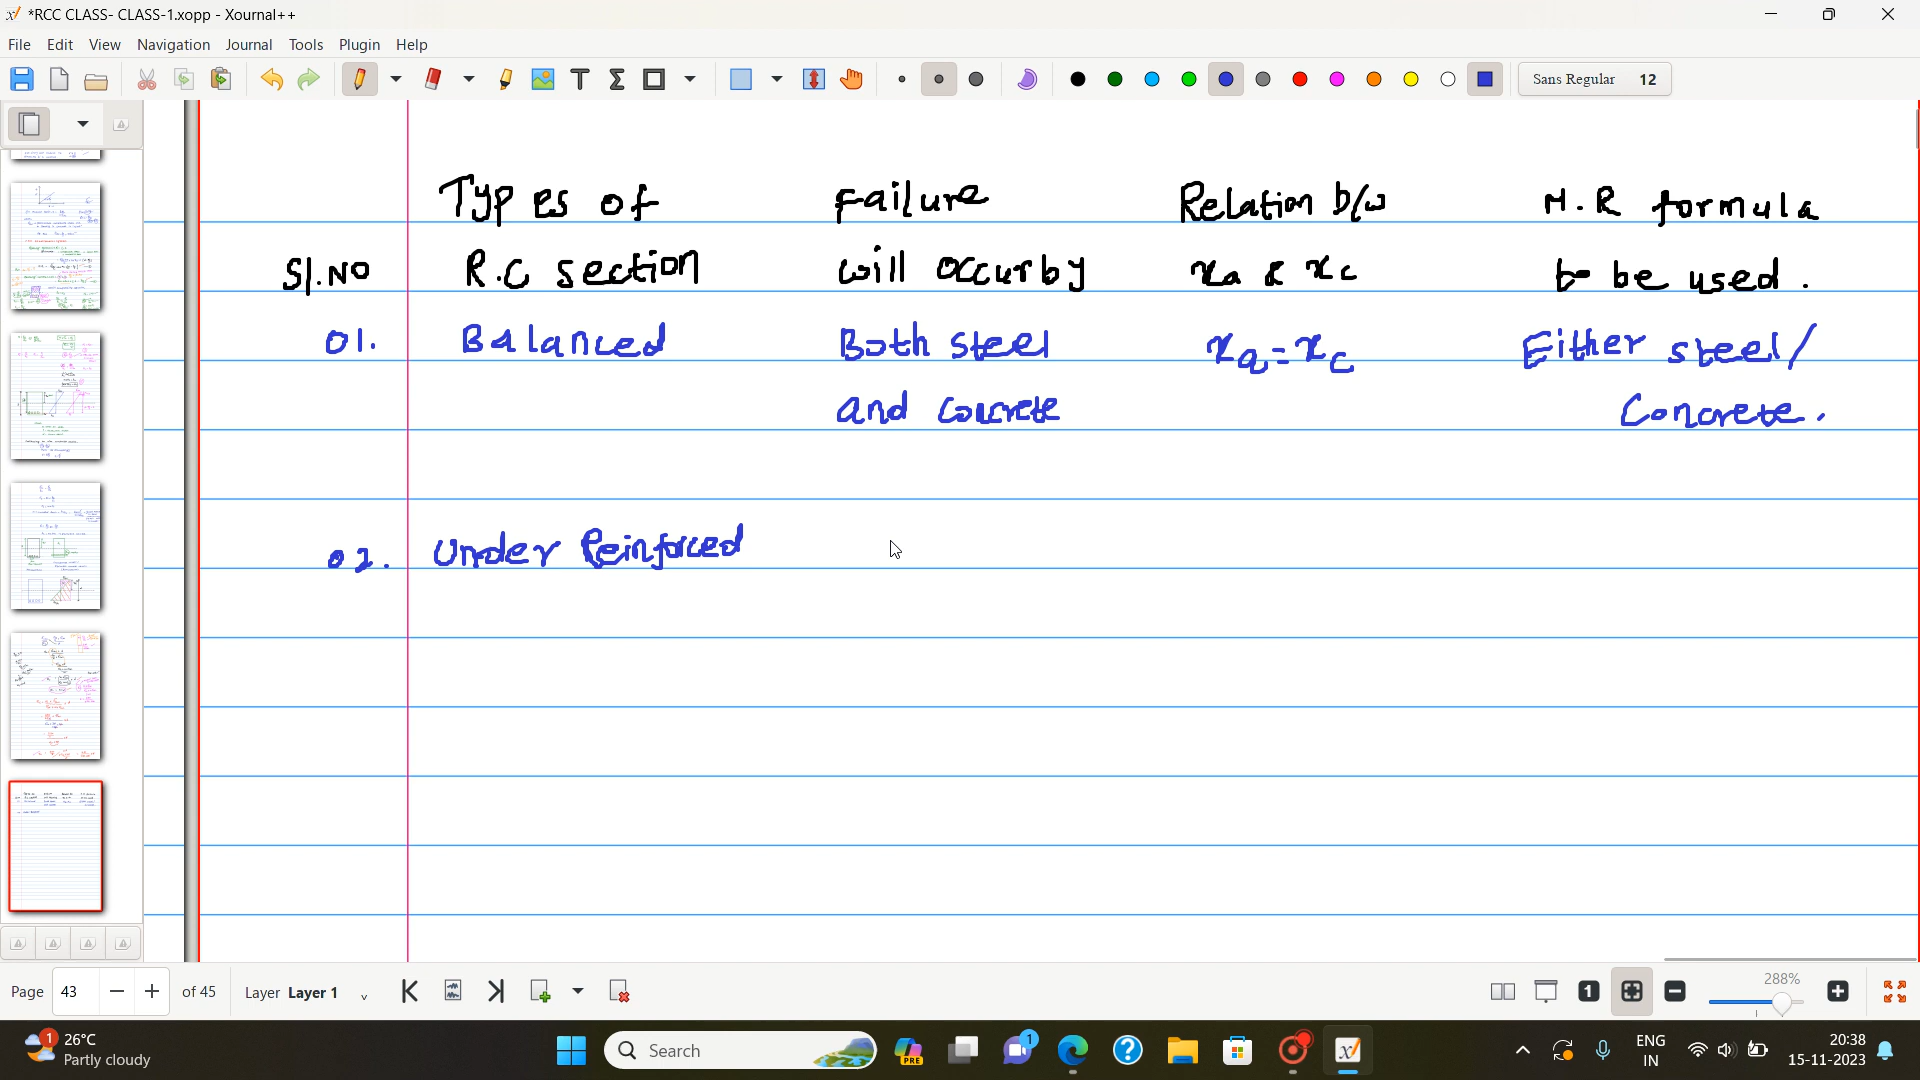 *RCC CLASS- CLASS-1.xopp - Xournal++
File Edit View Navigation Journal Tools Plugin Help
Sans Regular 12
Types of Failure Relation b/w M.R formula
Sl.No R.C section will occur by xa & xc to be used.
01. Balanced Both steel xa=xc Either steel/
and concrete Concrete.
02. Under Reinforced
Page 43 of 45 Layer Layer 1 288%
26°C
Partly cloudy
Search
PRE
1
ENG
IN
20:38
15-11-2023